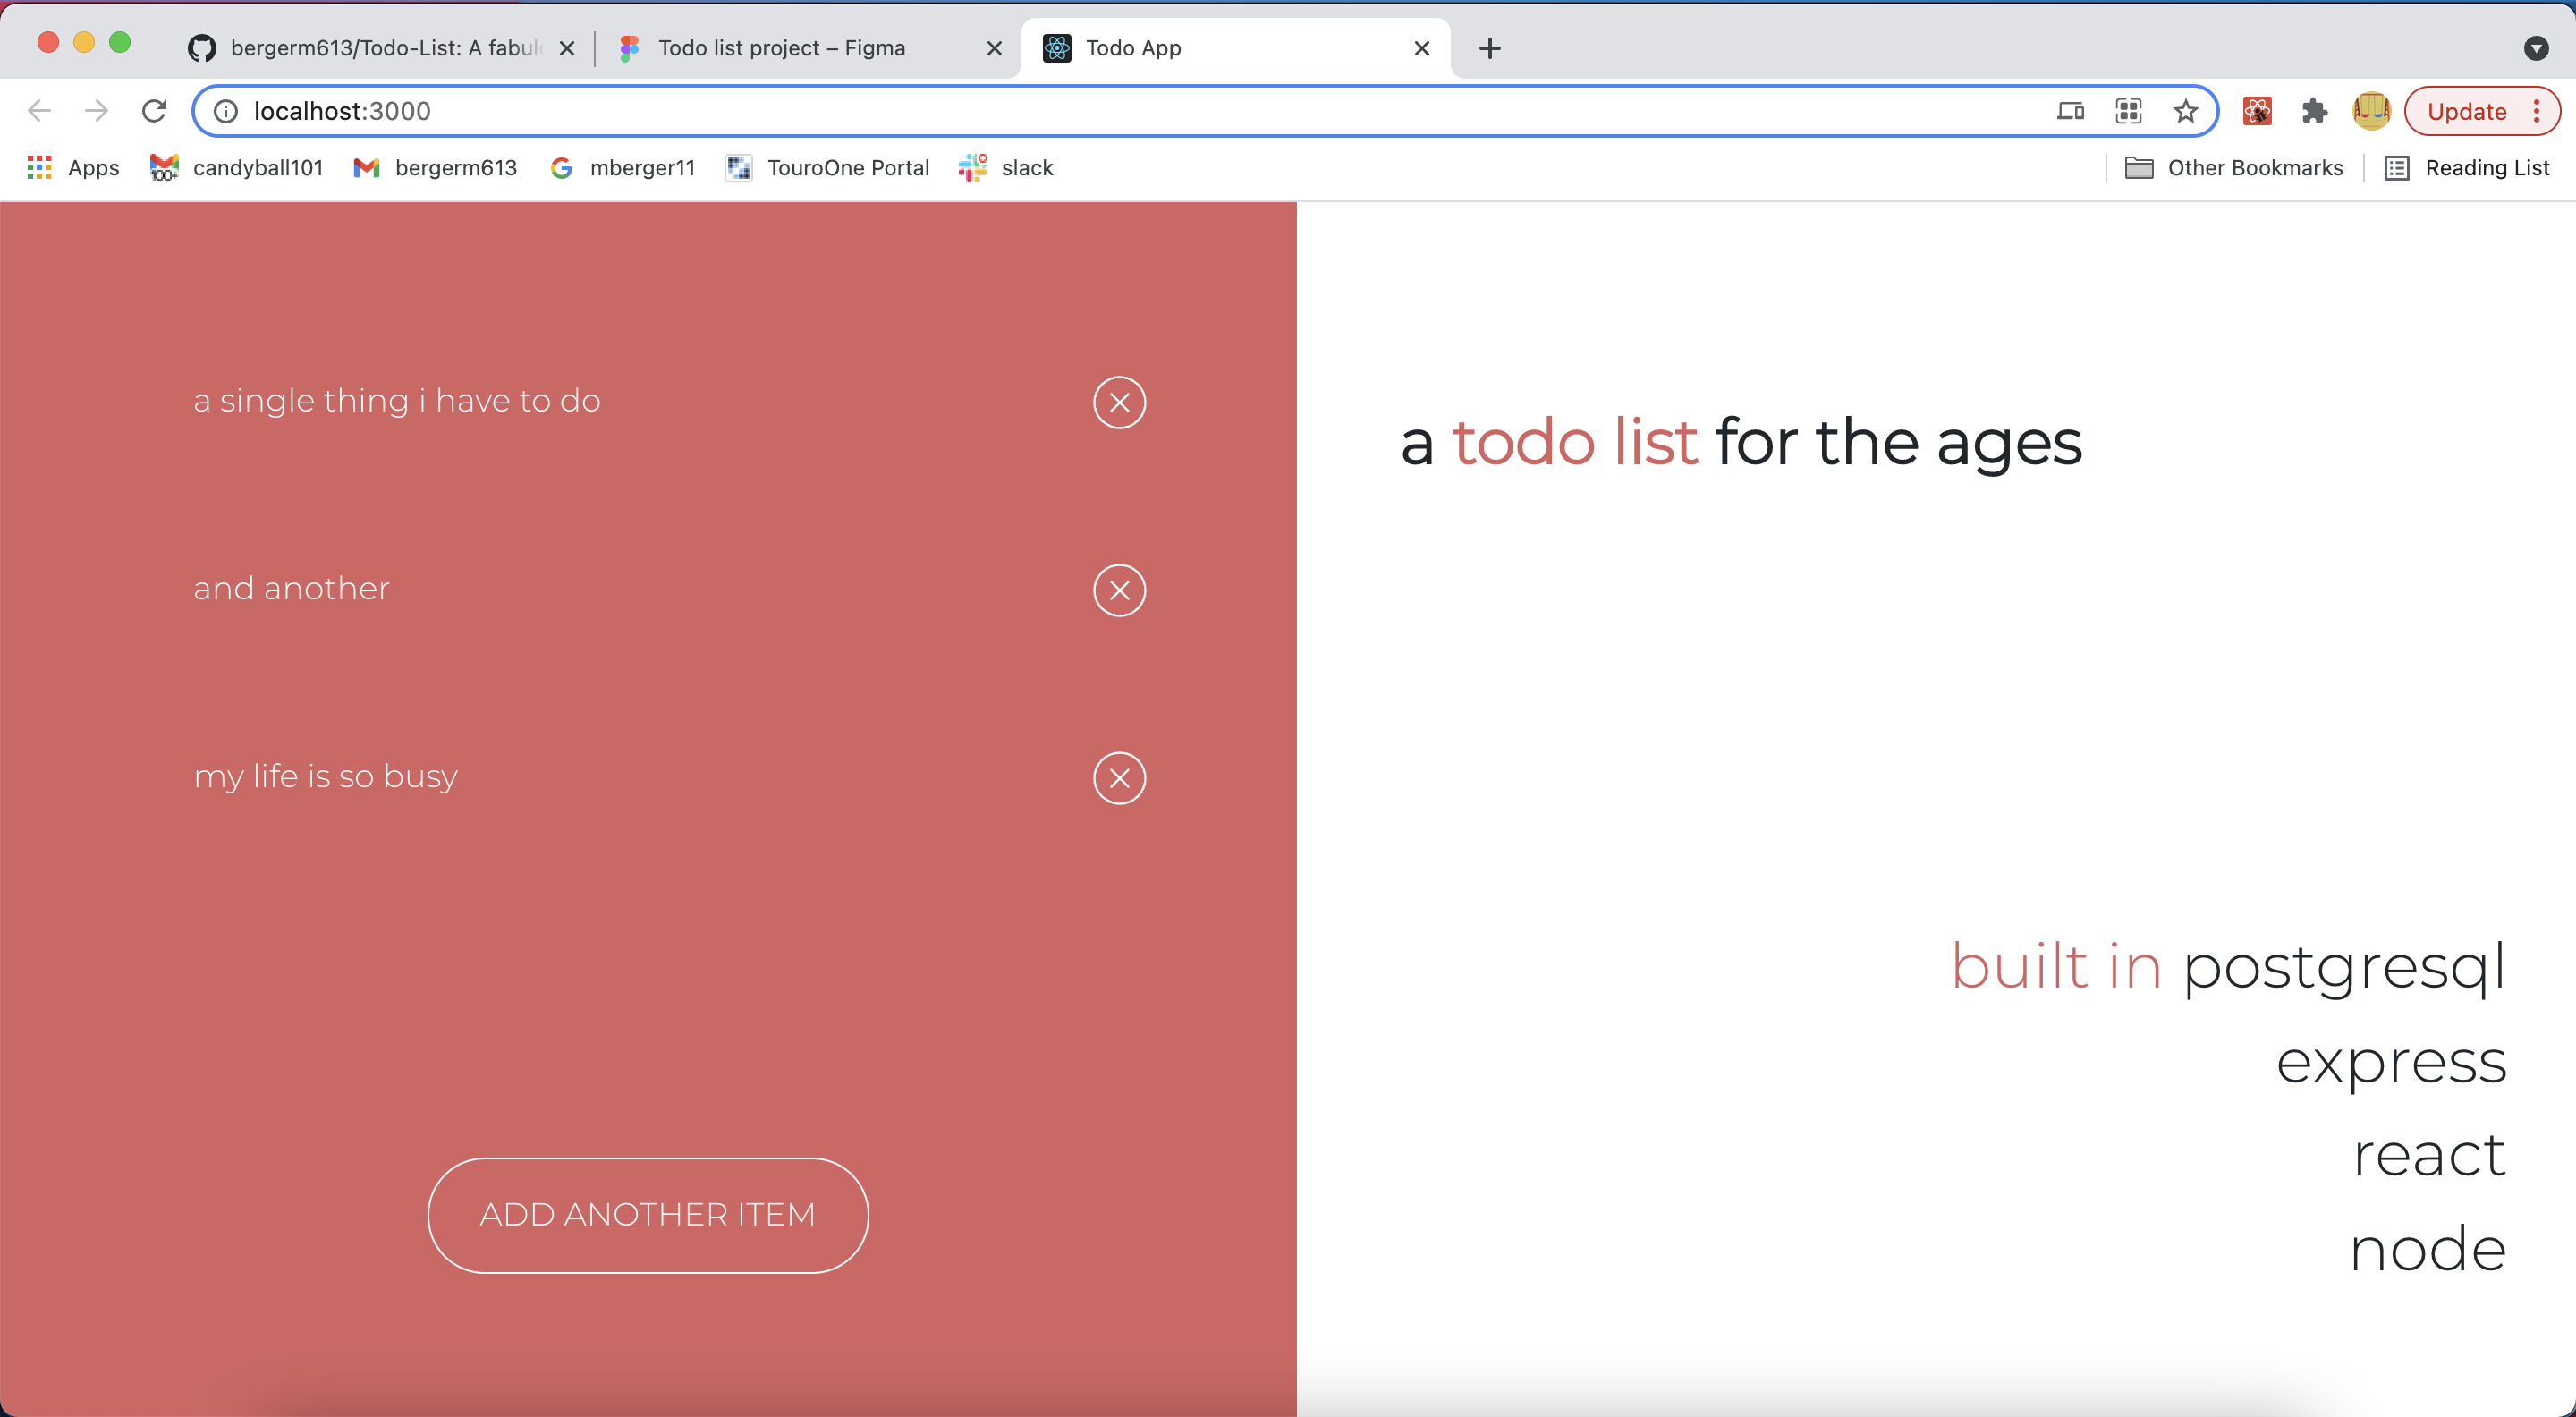 bergerm613/Todo-List: A fabul
Todo list project – Figma
Todo App
localhost:3000
Update
Apps
100+
candyball101
bergerm613
mberger11
TouroOne Portal
slack
Other Bookmarks
Reading List
a single thing i have to do
and another
my life is so busy
ADD ANOTHER ITEM
a todo list for the ages
built in postgresql
express
react
node